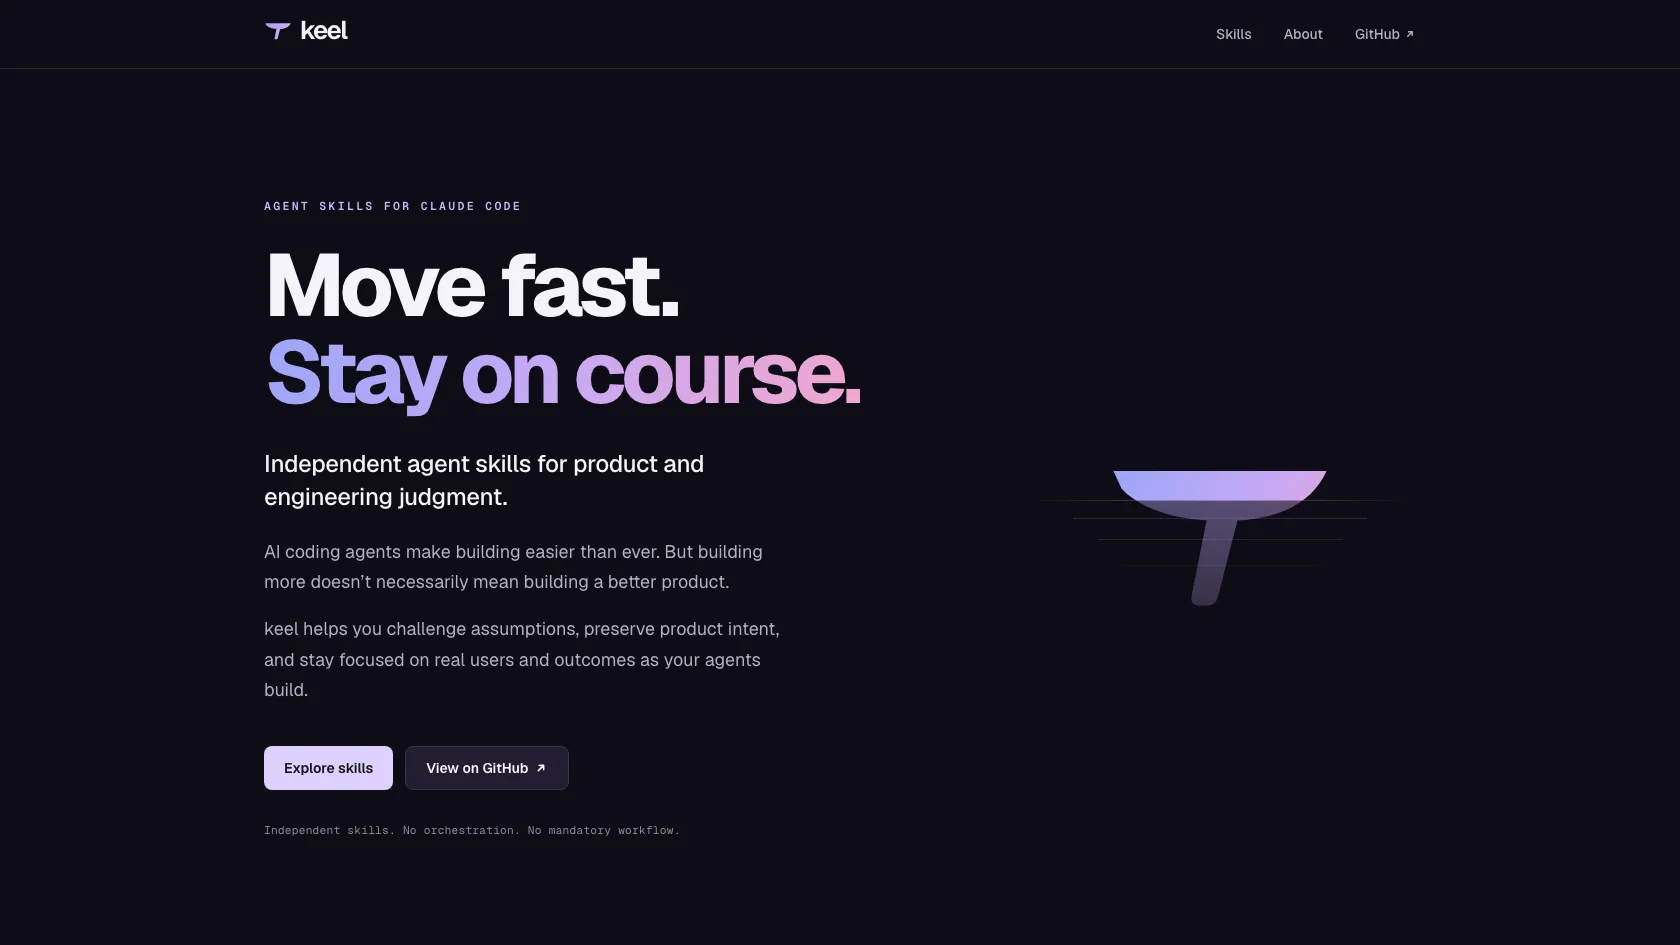 keel
Skills
About
GitHub ↗
AGENT SKILLS FOR CLAUDE CODE
Move fast.
Stay on course.
Independent agent skills for product and
engineering judgment.
AI coding agents make building easier than ever. But building
more doesn’t necessarily mean building a better product.
keel helps you challenge assumptions, preserve product intent,
and stay focused on real users and outcomes as your agents
build.
Explore skills
View on GitHub ↗
Independent skills. No orchestration. No mandatory workflow.